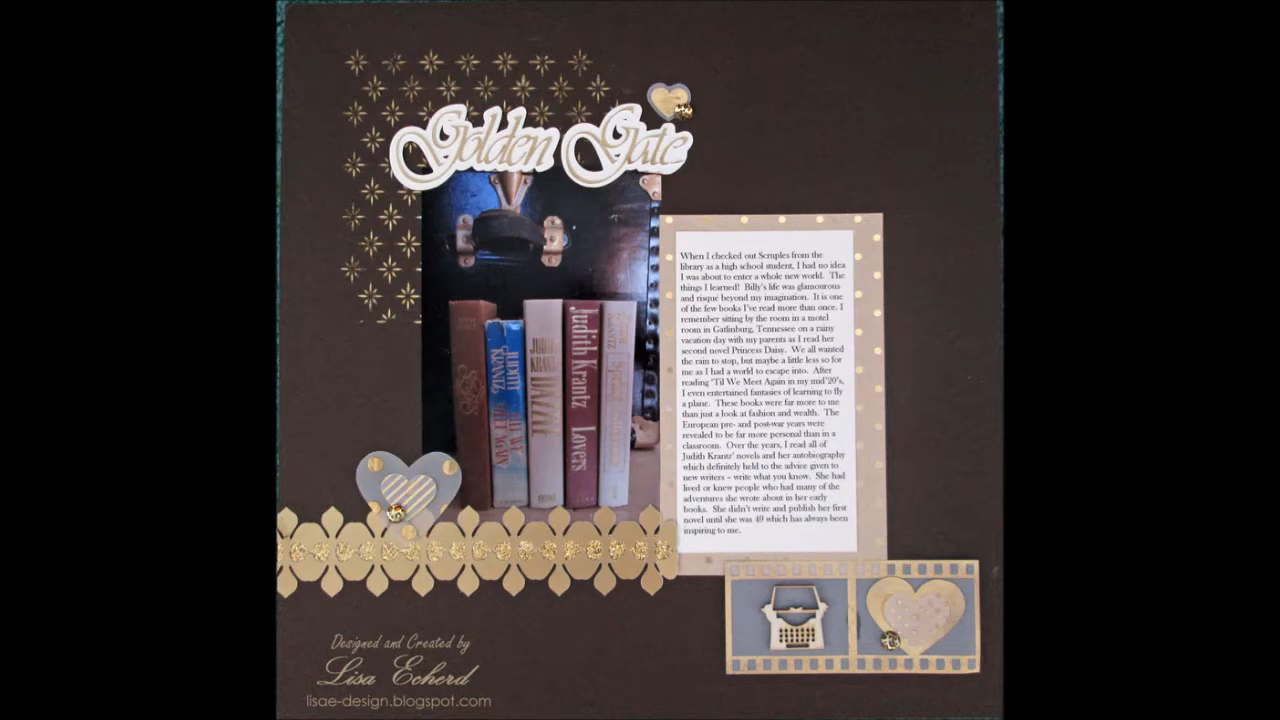 Golden Gate
When I checked out Scruples from the
library as a high school student, I had no idea
I was about to enter a whole new world. The
things I learned! Billy's life was glamourous
and risqué beyond my imagination. It is one
of the few books I've read more than once. I
remember sitting by the room in a motel
room in Gatlinburg, Tennessee on a rainy
vacation day with my parents as I read her
second novel Princess Daisy. We all wanted
the rain to stop, but maybe a little less so for
me as I had a world to escape into. After
reading 'Til We Meet Again in my mid'20's,
I even entertained fantasies of learning to fly
a plane. These books were far more to me
than just a look at fashion and wealth. The
European pre- and post-war years were
revealed to be far more personal than in a
classroom. Over the years, I read all of
Judith Krantz' novels and her autobiography
which definitely held to the advice given to
new writers – write what you know. She had
lived or knew people who had many of the
adventures she wrote about in her early
books. She didn't write and publish her first
novel until she was 49 which has always been
inspiring to me.
JUDITH KRANTZ
TILL WE MEET AGAIN
JUDITH KRANTZ
DAZZLE
Judith Krantz Lovers
KRANTZ
Designed and Created by
Lisa Echerd
lisae-design.blogspot.com